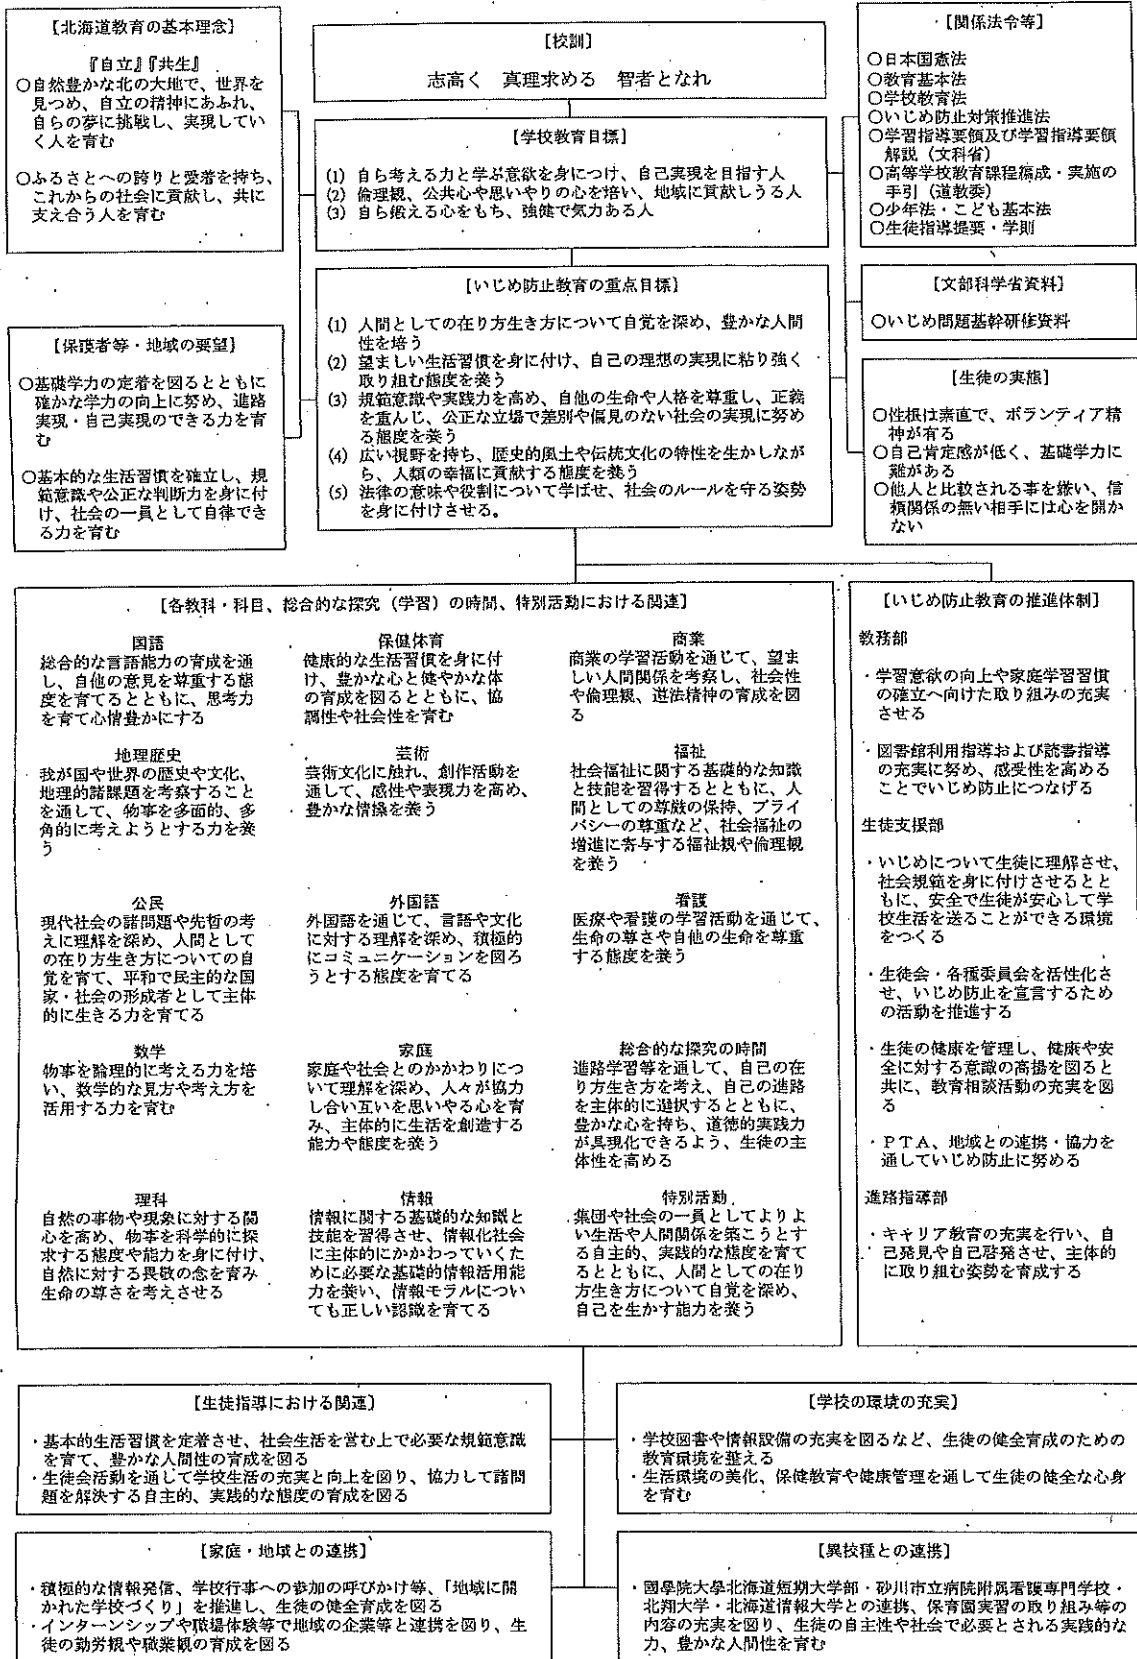 [北海道教育の基本理念]
『自立』『共生』
○自然豊かな北の大地で、世界を
見つめ、自立の精神にあふれ、
自らの夢に挑戦し、実現してい
く人を育む
○ふるさとへの誇りと愛着を持ち、
これからの社会に貢献し、共に
支え合う人を育む
[校訓]
志高く 真理求める 智者となれ
[関係法令等]
○日本国憲法
○教育基本法
○学校教育法
○いじめ防止対策推進法
○学習指導要領及び学習指導要領
解説(文科省)
○高等学校教育課程編成・実施の
手引(道教委)
○少年法・こども基本法
○生徒指導提要・学則
[学校教育目標]
(1) 自ら考える力と学ぶ意欲を身につけ、自己実現を目指す人
(2) 倫理観、公共心や思いやりの心を培い、地域に貢献しうる人
(3) 自ら鍛える心をもち、強健で気力ある人
[いじめ防止教育の重点目標]
(1) 人間としての在り方生き方について自覚を深め、豊かな人間
性を培う
(2) 望ましい生活習慣を身に付け、自己の理想の実現に粘り強く
取り組む態度を養う
(3) 規範意識や実践力を高め、自他の生命や人格を尊重し、正義
を重んじ、公正な立場で差別や偏見のない社会の実現に努め
る態度を養う
(4) 広い視野を持ち、歴史的風土や伝統文化の特性を生かしなが
ら、人類の幸福に貢献する態度を養う
(5) 法律の意味や役割について学ばせ、社会のルールを守る姿勢
を身に付けさせる。
[文部科学省資料]
○いじめ問題基幹研修資料
[保護者等・地域の要望]
○基礎学力の定着を図るとともに
確かな学力の向上に努め、進路
実現・自己実現のできる力を育
む
○基本的な生活習慣を確立し、規
範意識や公正な判断力を身に付
け、社会の一員として自律でき
る力を育む
[生徒の実態]
○性根は素直で、ボランティア精
神が有る
○自己肯定感が低く、基礎学力に
難がある
○他人と比較される事を嫌い、信
頼関係の無い相手には心を開か
ない
[各教科・科目、総合的な探究(学習)の時間、特別活動における関連]
国語
総合的な言語能力の育成を通
し、自他の意見を尊重する態
度を育てるとともに、思考力
を育て心情豊かにする
保健体育
健康的な生活習慣を身に付
け、豊かな心と健やかな体
の育成を図るとともに、協
調性や社会性を育む
商業
商業の学習活動を通じて、望ま
しい人間関係を考察し、社会性
や倫理観、遵法精神の育成を図
る
地理歴史
我が国や世界の歴史や文化、
地理的諸課題を考察すること
を通して、物事を多面的、多
角的に考えようとする力を養
う
芸術
芸術文化に触れ、創作活動を
通して、感性や表現力を高め、
豊かな情操を養う
福祉
社会福祉に関する基礎的な知識
と技能を習得するとともに、人
間としての尊厳の保持、プライ
バシーの尊重など、社会福祉の
増進に寄与する福祉観や倫理観
を養う
公民
現代社会の諸問題や先哲の考
えに理解を深め、人間として
の在り方生き方についての自
覚を育て、平和で民主的な国
家・社会の形成者として主体
的に生きる力を育てる
外国語
外国語を通じて、言語や文化
に対する理解を深め、積極的
にコミュニケーションを図ろ
うとする態度を育てる
看護
医療や看護の学習活動を通じて、
生命の尊さや自他の生命を尊重
する態度を養う
数学
物事を論理的に考える力を培
い、数学的な見方や考え方を
活用する力を育む
家庭
家庭や社会とのかかわりにつ
いて理解を深め、人々が協力
し合い互いを思いやる心を育
み、主体的に生活を創造する
能力や態度を養う
総合的な探究の時間
進路学習等を通して、自己の在
り方生き方を考え、自己の進路
を主体的に選択するとともに、
豊かな心を持ち、道徳的実践力
が具現化できるよう、生徒の主
体性を高める
理科
自然の事物や現象に対する関
心を高め、物事を科学的に探
求する態度や能力を身に付け、
自然に対する畏敬の念を育み
生命の尊さを考えさせる
情報
情報に関する基礎的な知識と
技能を習得させ、情報化社会
に主体的にかかわっていくた
めに必要な基礎的情報活用能
力を養い、情報モラルについ
ても正しい認識を育てる
特別活動
集団や社会の一員としてよりよ
い生活や人間関係を築こうとす
る自主的、実践的な態度を育て
るとともに、人間としての在り
方生き方について自覚を深め、
自己を生かす能力を養う
[いじめ防止教育の推進体制]
教務部
・学習意欲の向上や家庭学習習慣
の確立へ向けた取り組みの充実
させる
・図書館利用指導および読書指導
の充実に努め、感受性を高める
ことでいじめ防止につなげる
生徒支援部
・いじめについて生徒に理解させ、
社会規範を身に付けさせるとと
もに、安全で生徒が安心して学
校生活を送ることができる環境
をつくる
・生徒会・各種委員会を活性化さ
せ、いじめ防止を宣言するため
の活動を推進する
・生徒の健康を管理し、健康や安
全に対する意識の高揚を図ると
共に、教育相談活動の充実を図
る
・PTA、地域との連携・協力を
通していじめ防止に努める
進路指導部
・キャリア教育の充実を行い、自
己発見や自己啓発させ、主体的
に取り組む姿勢を育成する
[生徒指導における関連]
・基本的生活習慣を定着させ、社会生活を営む上で必要な規範意識
を育て、豊かな人間性の育成を図る
・生徒会活動を通じて学校生活の充実と向上を図り、協力して諸問
題を解決する自主的、実践的な態度の育成を図る
[学校の環境の充実]
・学校図書や情報設備の充実を図るなど、生徒の健全育成のための
教育環境を整える
・生活環境の美化、保健教育や健康管理を通して生徒の健全な心身
を育む
[家庭・地域との連携]
・積極的な情報発信、学校行事への参加の呼びかけ等、「地域に開
かれた学校づくり」を推進し、生徒の健全育成を図る
・インターンシップや職場体験等で地域の企業等と連携を図り、生
徒の勤労観や職業観の育成を図る
[異校種との連携]
・國學院大學北海道短期大学部・砂川市立病院附属看護専門学校・
北翔大学・北海道情報大学との連携、保育園実習の取り組み等の
内容の充実を図り、生徒の自主性や社会で必要とされる実践的な
力、豊かな人間性を育む